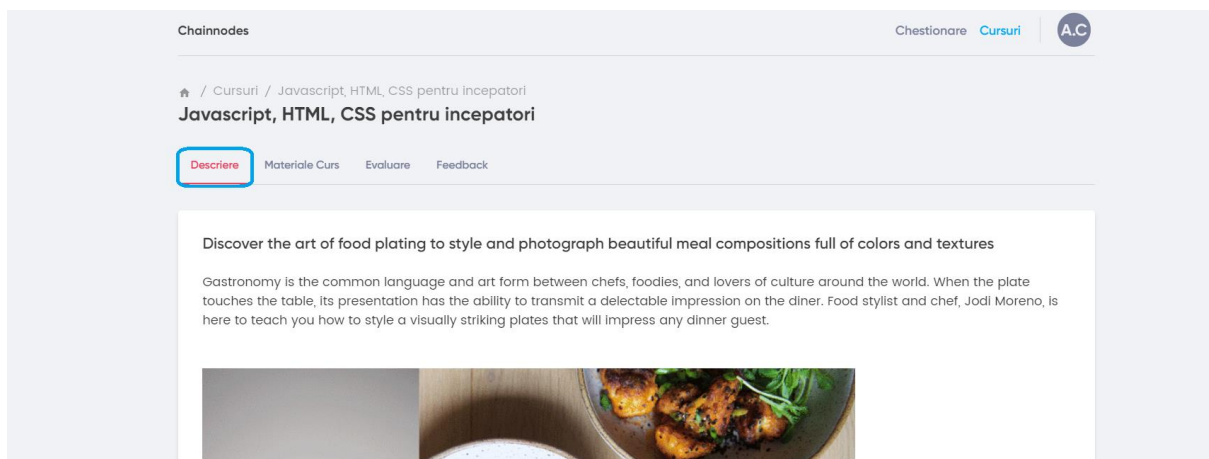 Chainnodes
Chestionare Cursuri A.C
/ Cursuri / Javascript, HTML, CSS pentru incepatori
Javascript, HTML, CSS pentru incepatori
Descriere Materiale Curs Evaluare Feedback
Discover the art of food plating to style and photograph beautiful meal compositions full of colors and textures
Gastronomy is the common language and art form between chefs, foodies, and lovers of culture around the world. When the plate
touches the table, its presentation has the ability to transmit a delectable impression on the diner. Food stylist and chef, Jodi Moreno, is
here to teach you how to style a visually striking plates that will impress any dinner guest.